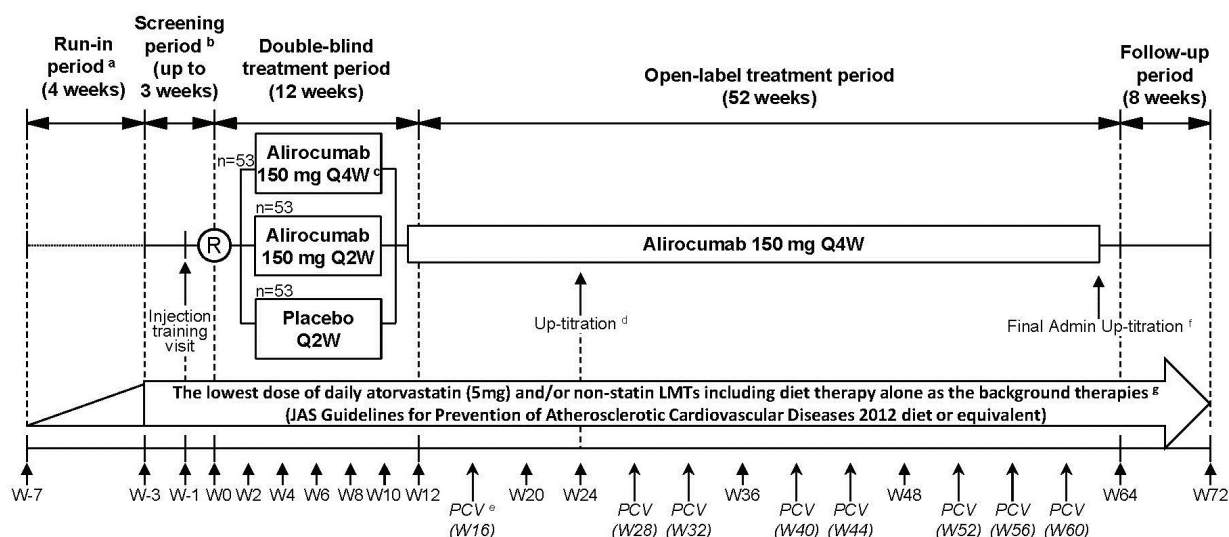 Run-in
period a
(4 weeks)
Screening
period b
(up to
3 weeks)
Double-blind
treatment period
(12 weeks)
Open-label treatment period
(52 weeks)
Follow-up
period
(8 weeks)
n=53
Alirocumab
150 mg Q4W c
n=53
Alirocumab
150 mg Q2W
n=53
Placebo
Q2W
R
Alirocumab 150 mg Q4W
Injection
training
visit
Up-titration d
Final Admin Up-titration f
The lowest dose of daily atorvastatin (5mg) and/or non-statin LMTs including diet therapy alone as the background therapies g
(JAS Guidelines for Prevention of Atherosclerotic Cardiovascular Diseases 2012 diet or equivalent)
W-7
W-3
W-1
W0
W2
W4
W6
W8
W10
W12
PCV e
(W16)
W20
W24
PCV
(W28)
PCV
(W32)
W36
PCV
(W40)
PCV
(W44)
W48
PCV
(W52)
PCV
(W56)
PCV
(W60)
W64
W72